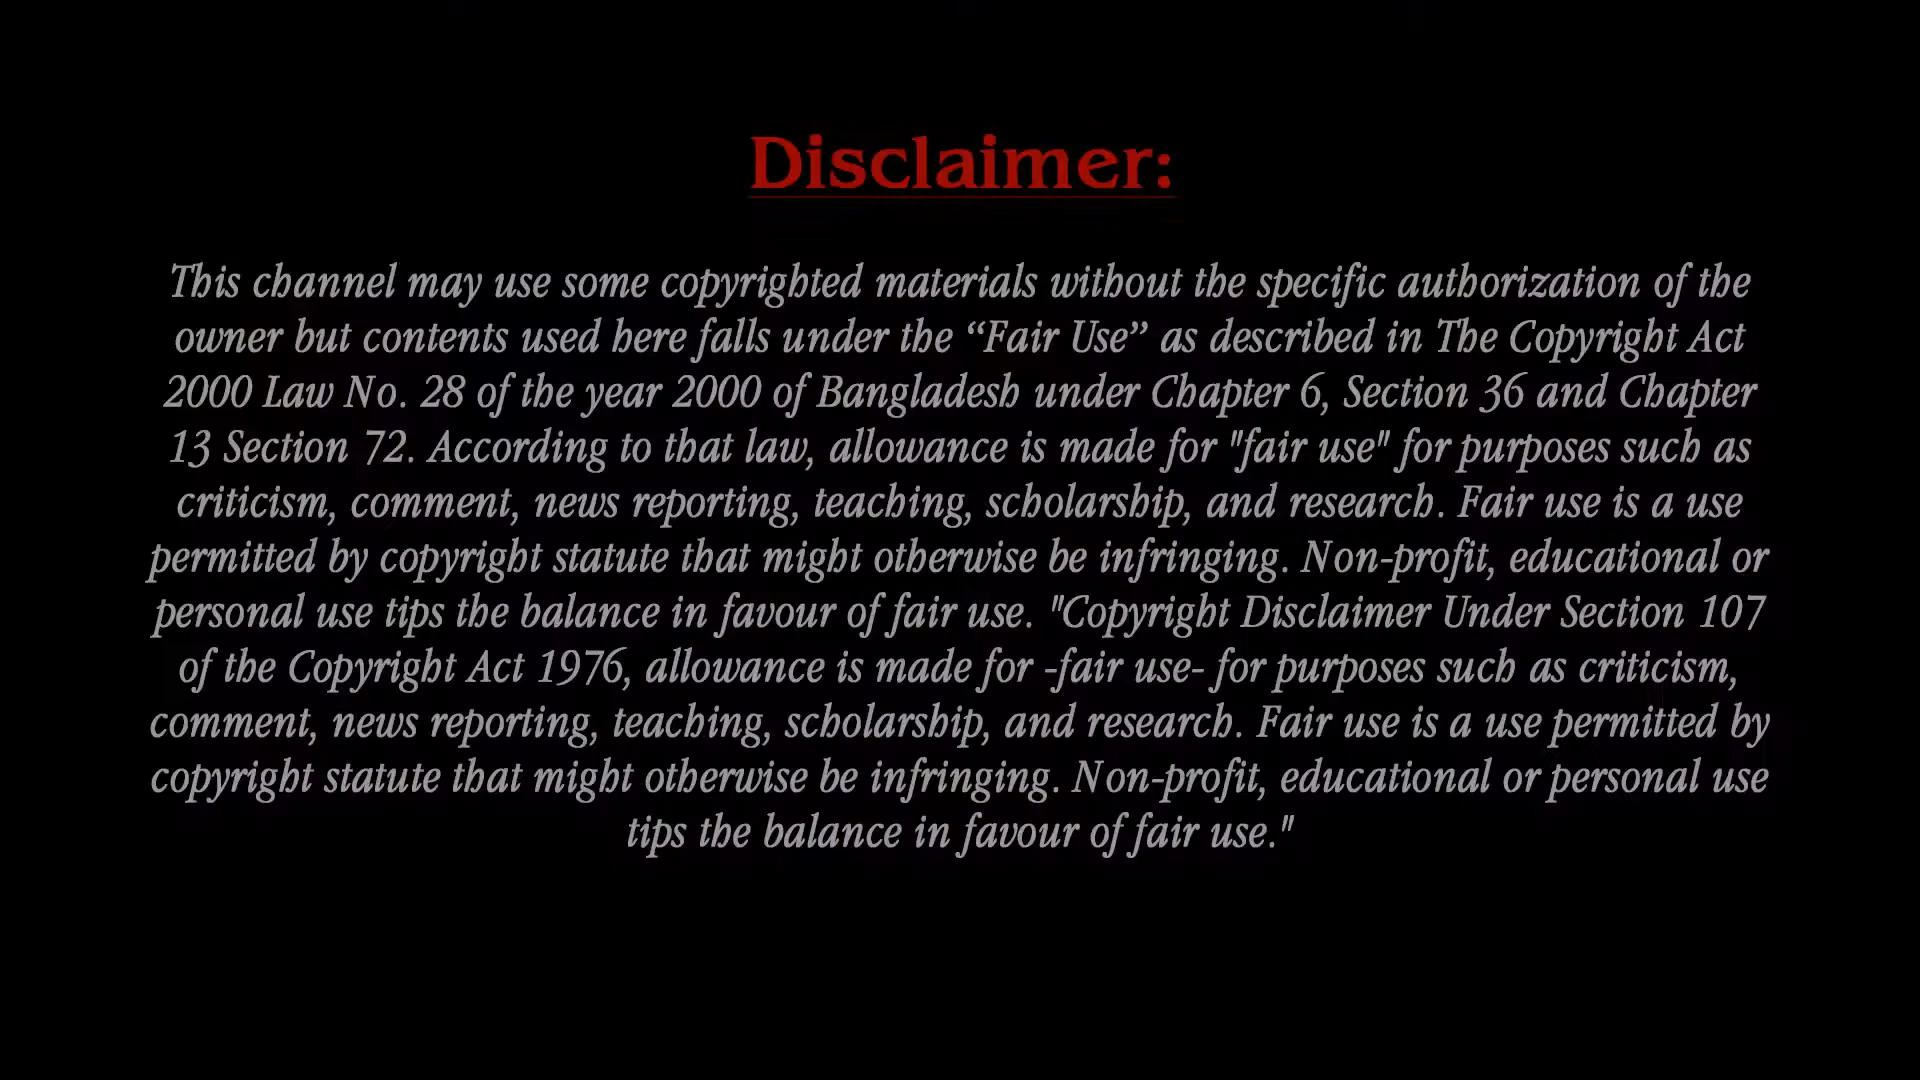 Disclaimer:
This channel may use some copyrighted materials without the specific authorization of the
owner but contents used here falls under the “Fair Use” as described in The Copyright Act
2000 Law No. 28 of the year 2000 of Bangladesh under Chapter 6, Section 36 and Chapter
13 Section 72. According to that law, allowance is made for "fair use" for purposes such as
criticism, comment, news reporting, teaching, scholarship, and research. Fair use is a use
permitted by copyright statute that might otherwise be infringing. Non-profit, educational or
personal use tips the balance in favour of fair use. "Copyright Disclaimer Under Section 107
of the Copyright Act 1976, allowance is made for -fair use- for purposes such as criticism,
comment, news reporting, teaching, scholarship, and research. Fair use is a use permitted by
copyright statute that might otherwise be infringing. Non-profit, educational or personal use
tips the balance in favour of fair use."